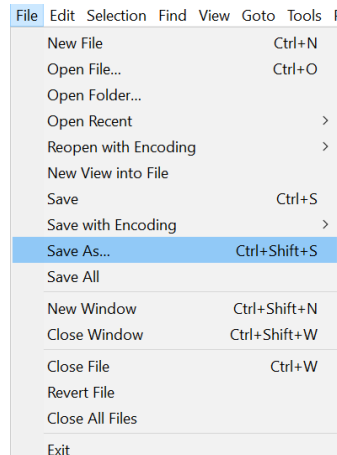 File Edit Selection Find View Goto Tools
New File Ctrl+N
Open File... Ctrl+O
Open Folder...
Open Recent >
Reopen with Encoding >
New View into File
Save Ctrl+S
Save with Encoding >
Save As... Ctrl+Shift+S
Save All
New Window Ctrl+Shift+N
Close Window Ctrl+Shift+W
Close File Ctrl+W
Revert File
Close All Files
Exit